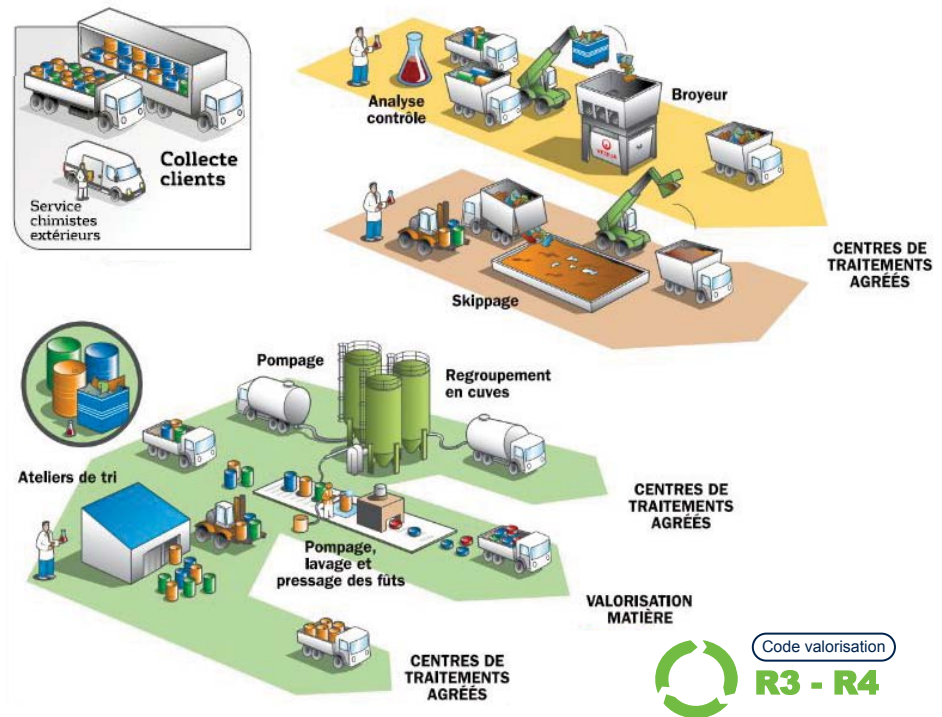 Collecte
clients
Service
chimistes
extérieurs
Analyse
contrôle
Broyeur
VEOLIA
Skippage
CENTRES DE
TRAITEMENTS
AGRÉÉS
Pompage
Regroupement
en cuves
Ateliers de tri
CENTRES DE
TRAITEMENTS
AGRÉÉS
Pompage,
lavage et
pressage des fûts
VALORISATION
MATIÈRE
CENTRES DE
TRAITEMENTS
AGRÉÉS
Code valorisation
R3 - R4